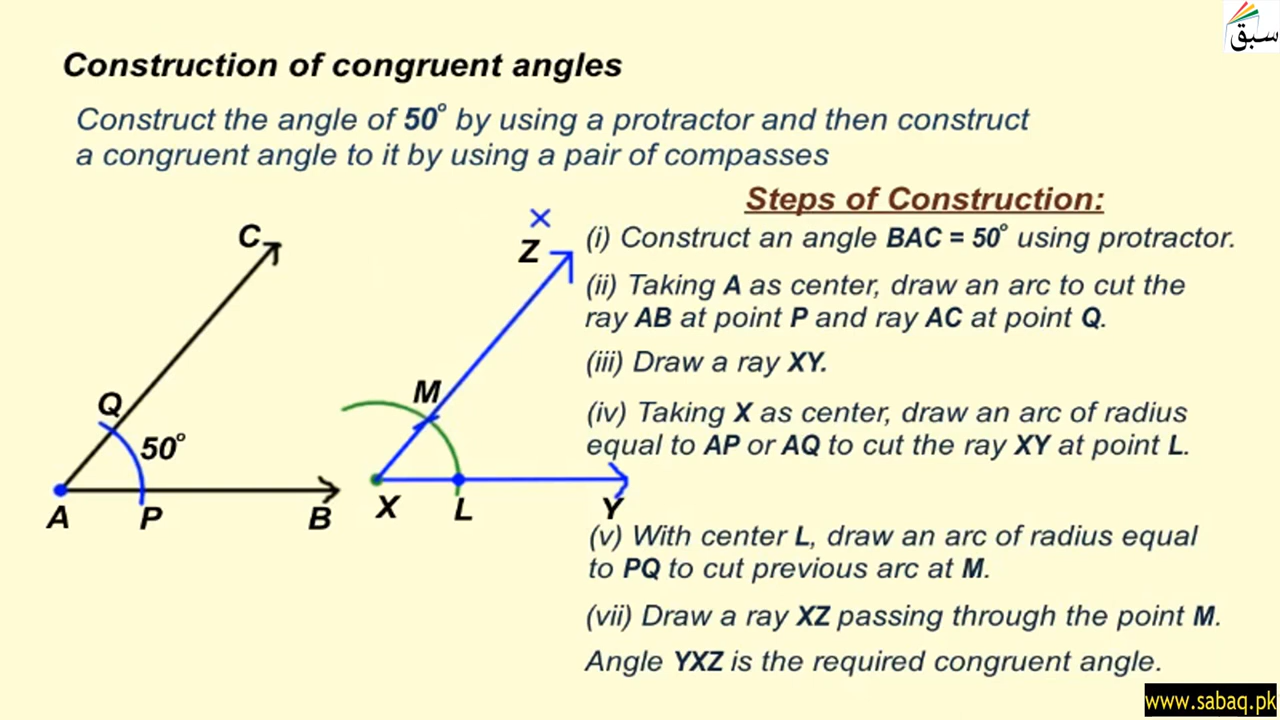 سبق
Construction of congruent angles
Construct the angle of 50° by using a protractor and then construct
a congruent angle to it by using a pair of compasses
Steps of Construction:
(i) Construct an angle BAC = 50° using protractor.
(ii) Taking A as center, draw an arc to cut the
ray AB at point P and ray AC at point Q.
(iii) Draw a ray XY.
(iv) Taking X as center, draw an arc of radius
equal to AP or AQ to cut the ray XY at point L.
(v) With center L, draw an arc of radius equal
to PQ to cut previous arc at M.
(vii) Draw a ray XZ passing through the point M.
Angle YXZ is the required congruent angle.
C
Q
50°
A
P
B
Z
M
X
L
Y
www.sabaq.pk